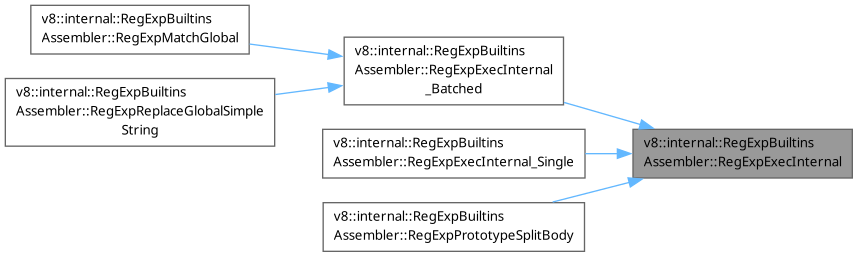 v8::internal::RegExpBuiltins
Assembler::RegExpMatchGlobal
v8::internal::RegExpBuiltins
Assembler::RegExpReplaceGlobalSimple
String
v8::internal::RegExpBuiltins
Assembler::RegExpExecInternal
_Batched
v8::internal::RegExpBuiltins
Assembler::RegExpExecInternal_Single
v8::internal::RegExpBuiltins
Assembler::RegExpPrototypeSplitBody
v8::internal::RegExpBuiltins
Assembler::RegExpExecInternal